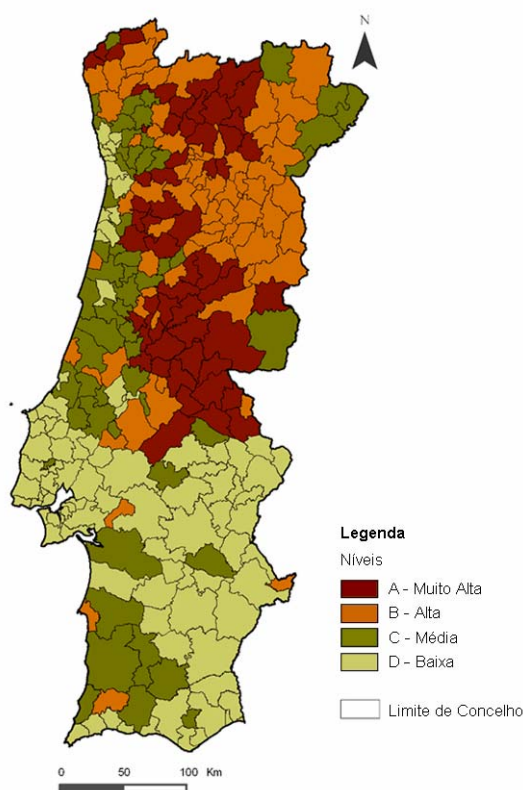 N
Legenda
Níveis
A - Muito Alta
B - Alta
C - Média
D - Baixa
Limite de Concelho
0 50 100 Km